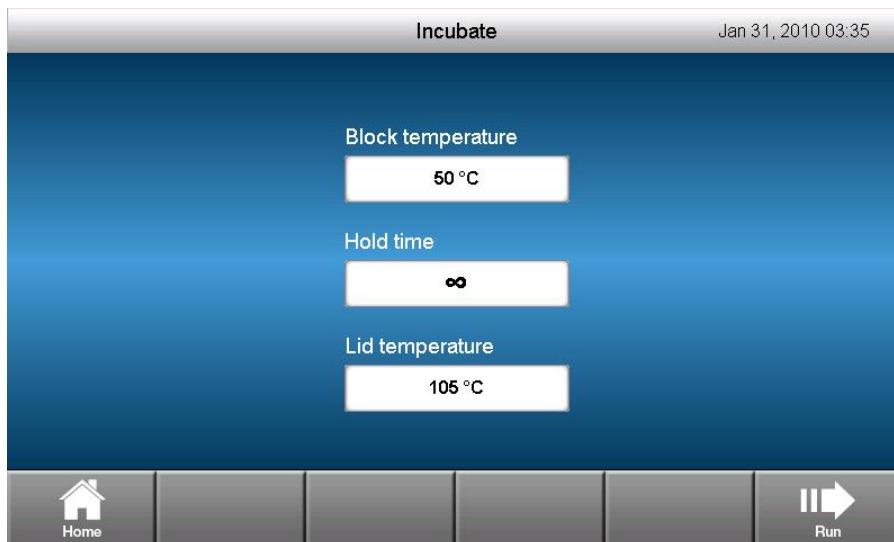 Incubate
Jan 31, 2010 03:35
Block temperature
50 °C
Hold time
∞
Lid temperature
105 °C
Home
Run